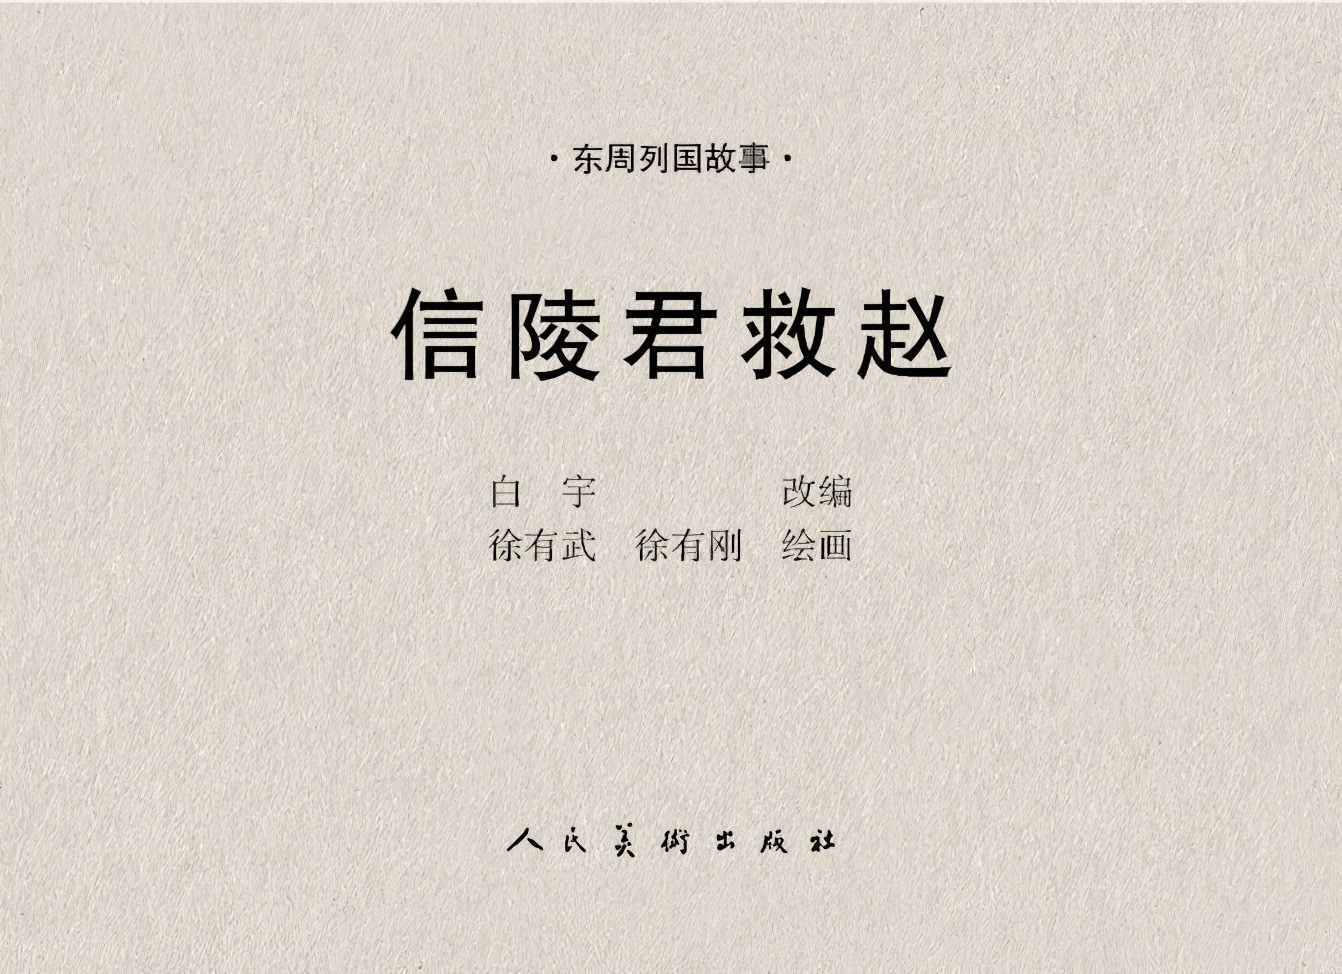 ·东周列国故事·
信陵君救赵
白 宇 改编
徐有武 徐有刚 绘画
人民美術出版社